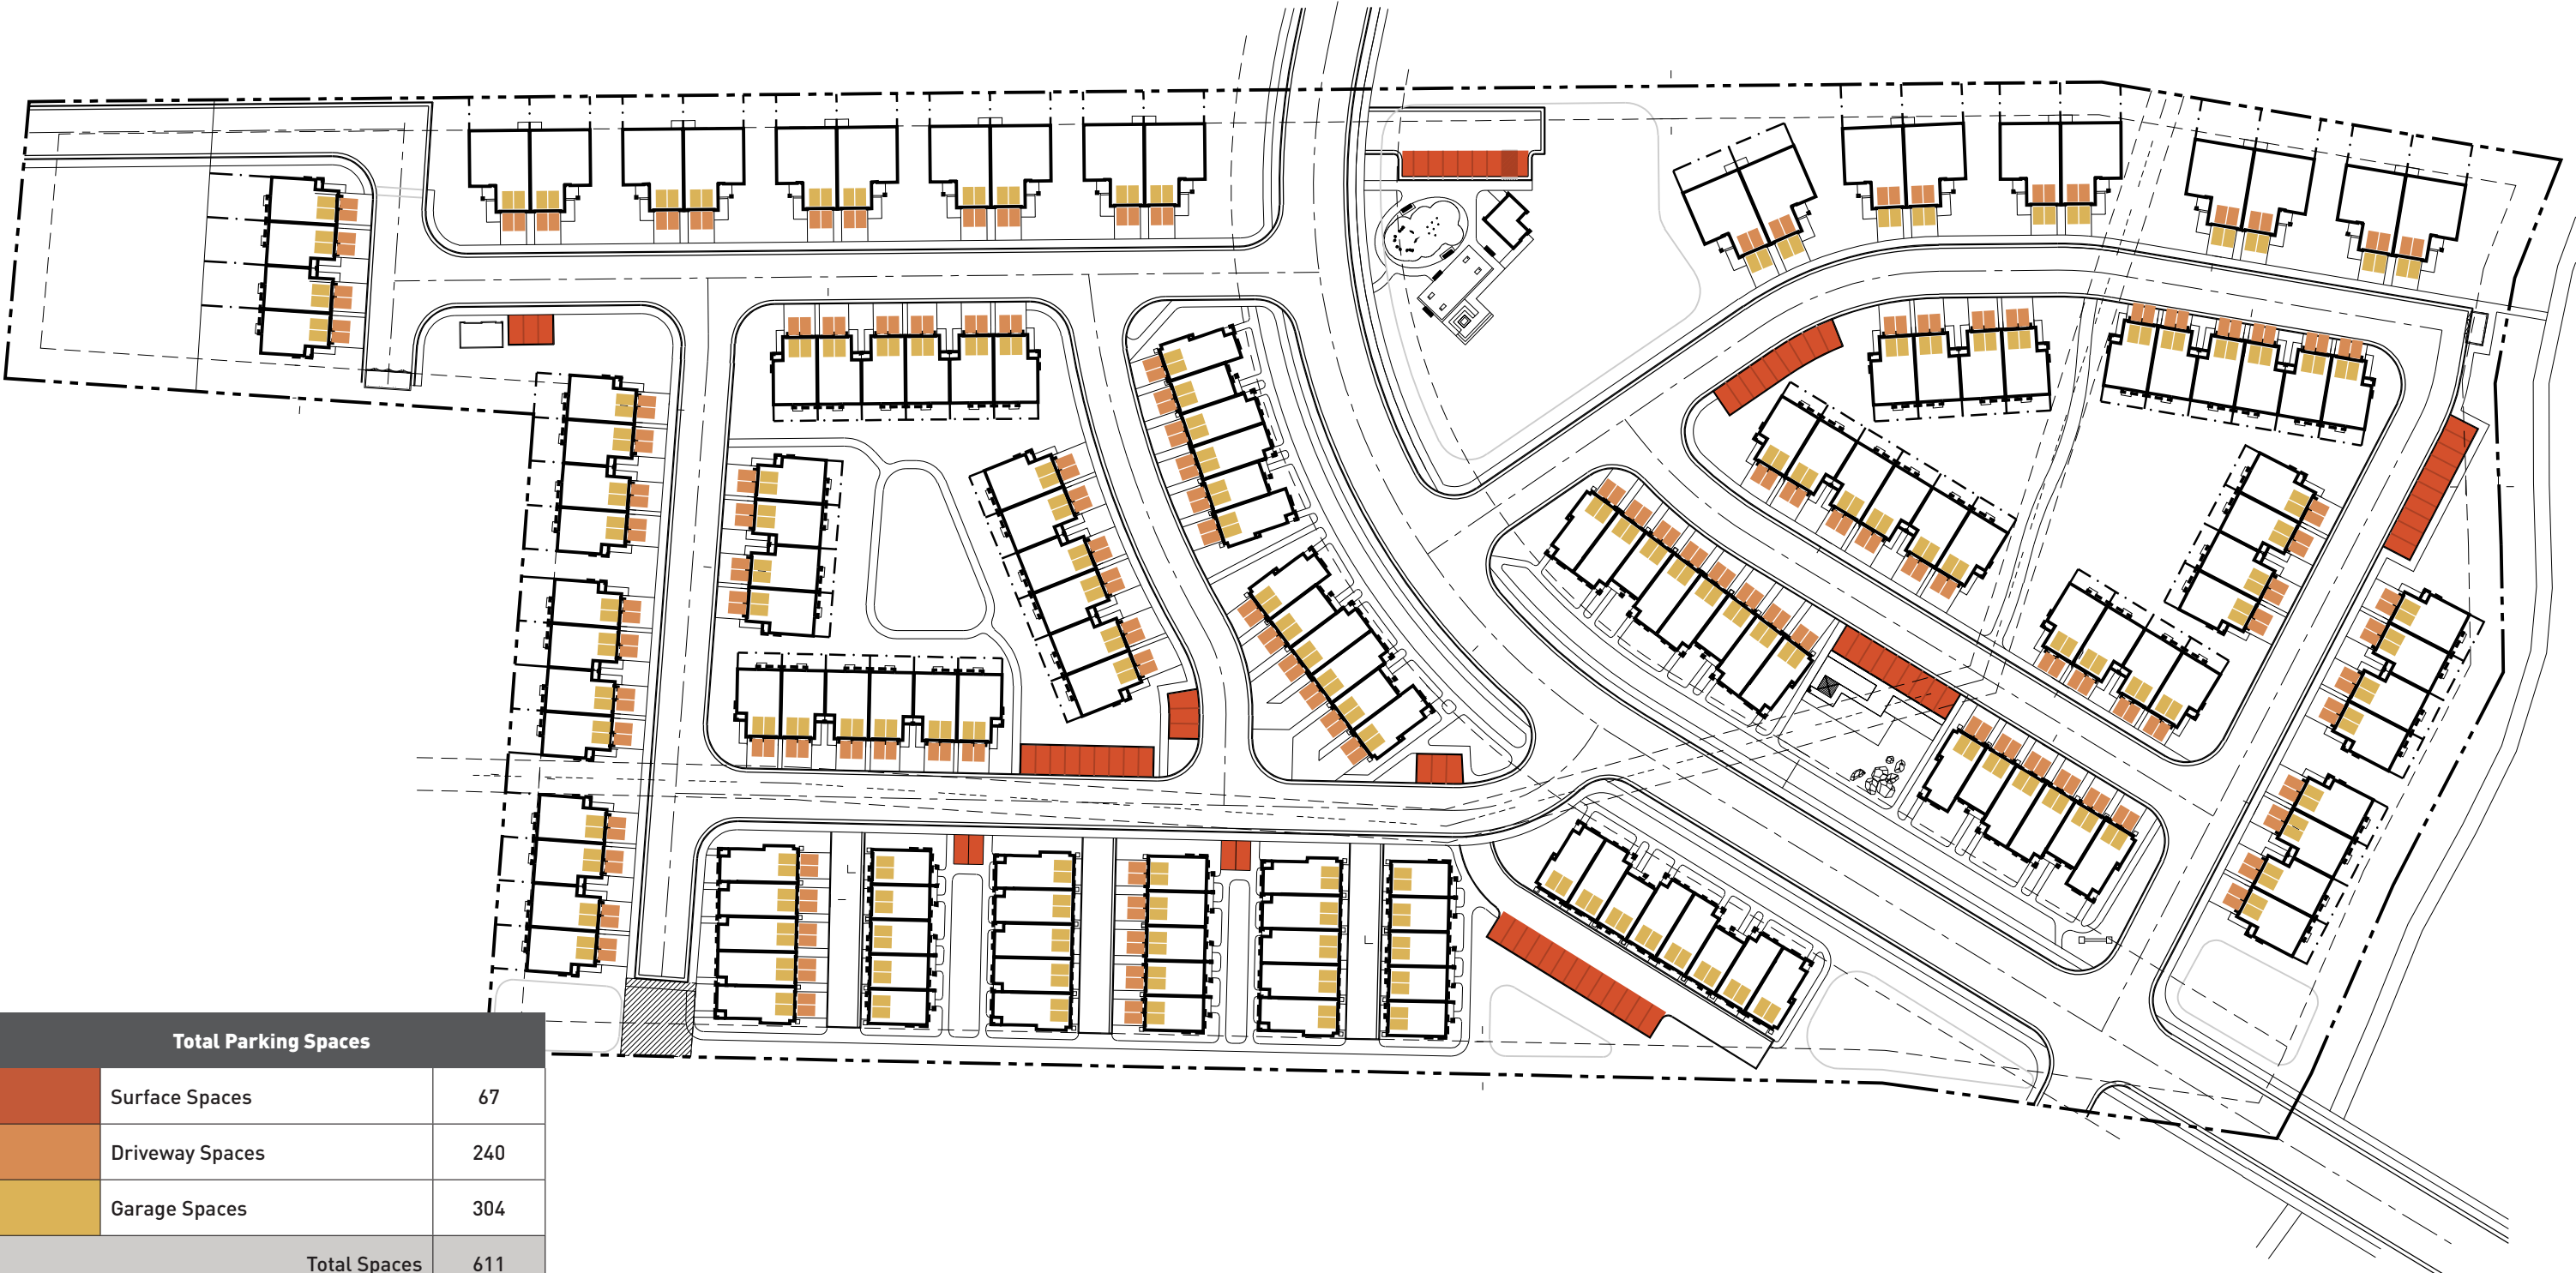 Total Parking Spaces
Surface Spaces 67
Driveway Spaces 240
Garage Spaces 304
Total Spaces 611